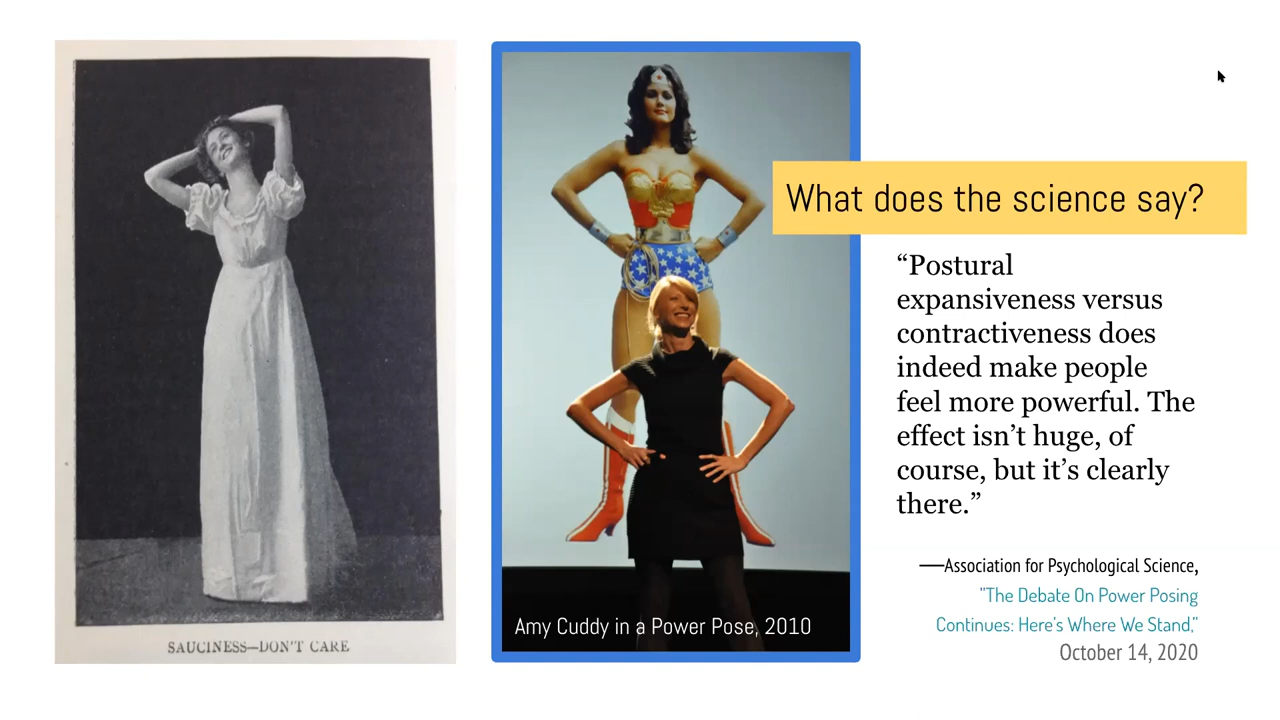 SAUCINESS—DON'T CARE
Amy Cuddy in a Power Pose, 2010
What does the science say?
“Postural
expansiveness versus
contractiveness does
indeed make people
feel more powerful. The
effect isn’t huge, of
course, but it’s clearly
there.”
—Association for Psychological Science,
"The Debate On Power Posing
Continues: Here's Where We Stand,"
October 14, 2020